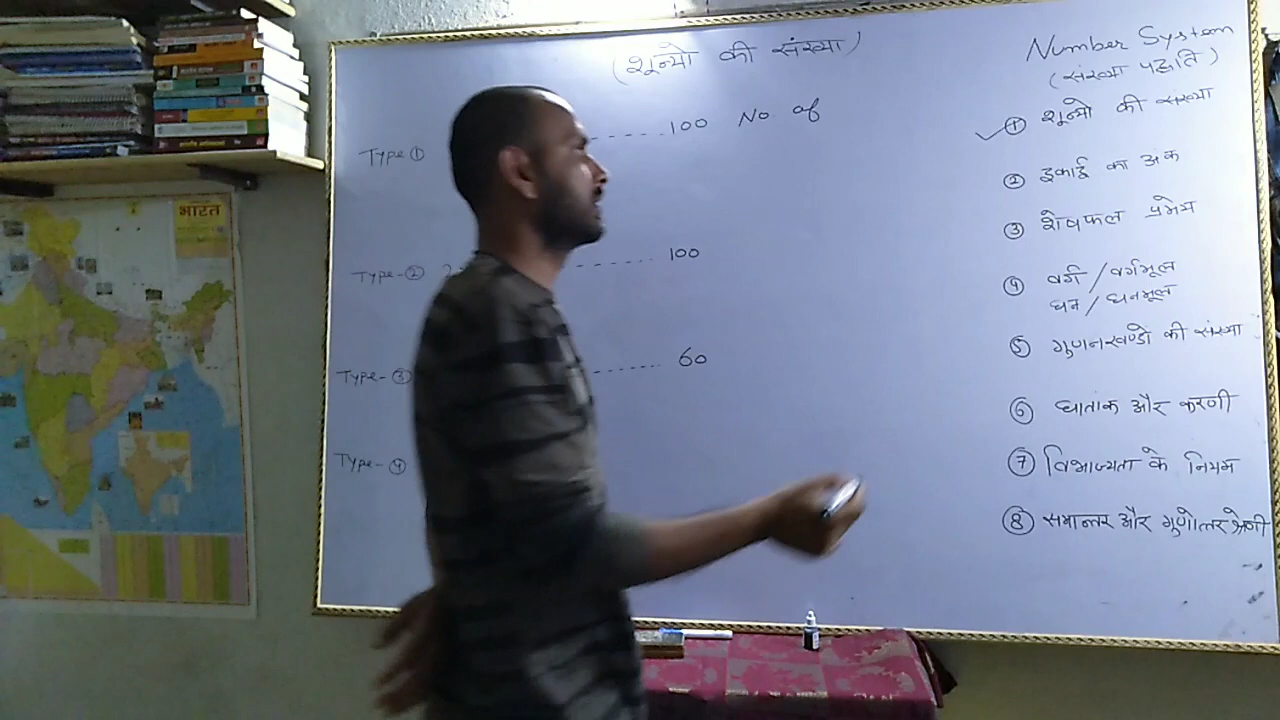 (शून्यो की संख्या)
Type ①
-----100 No of
Type-② 2
------100
Type-③
------60
Type-④
Number System
(संख्या पद्धति)
① शून्यो की संख्या
② इकाई का अंक
③ शेषफल प्रमेय
④ वर्ग/वर्गमूल
घन/घनमूल
⑤ गुणनखण्डो की संख्या
⑥ घातांक और करणी
⑦ विभाज्यता के नियम
⑧ समान्तर और गुणोत्तर श्रेणी
भारत